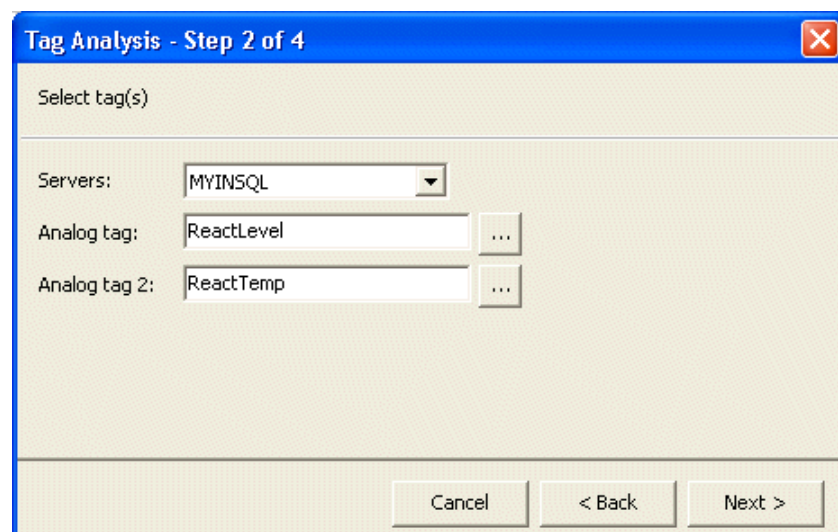 Tag Analysis - Step 2 of 4
Select tag(s)
Servers: MYINSQL
Analog tag: ReactLevel ...
Analog tag 2: ReactTemp ...
Cancel < Back Next >